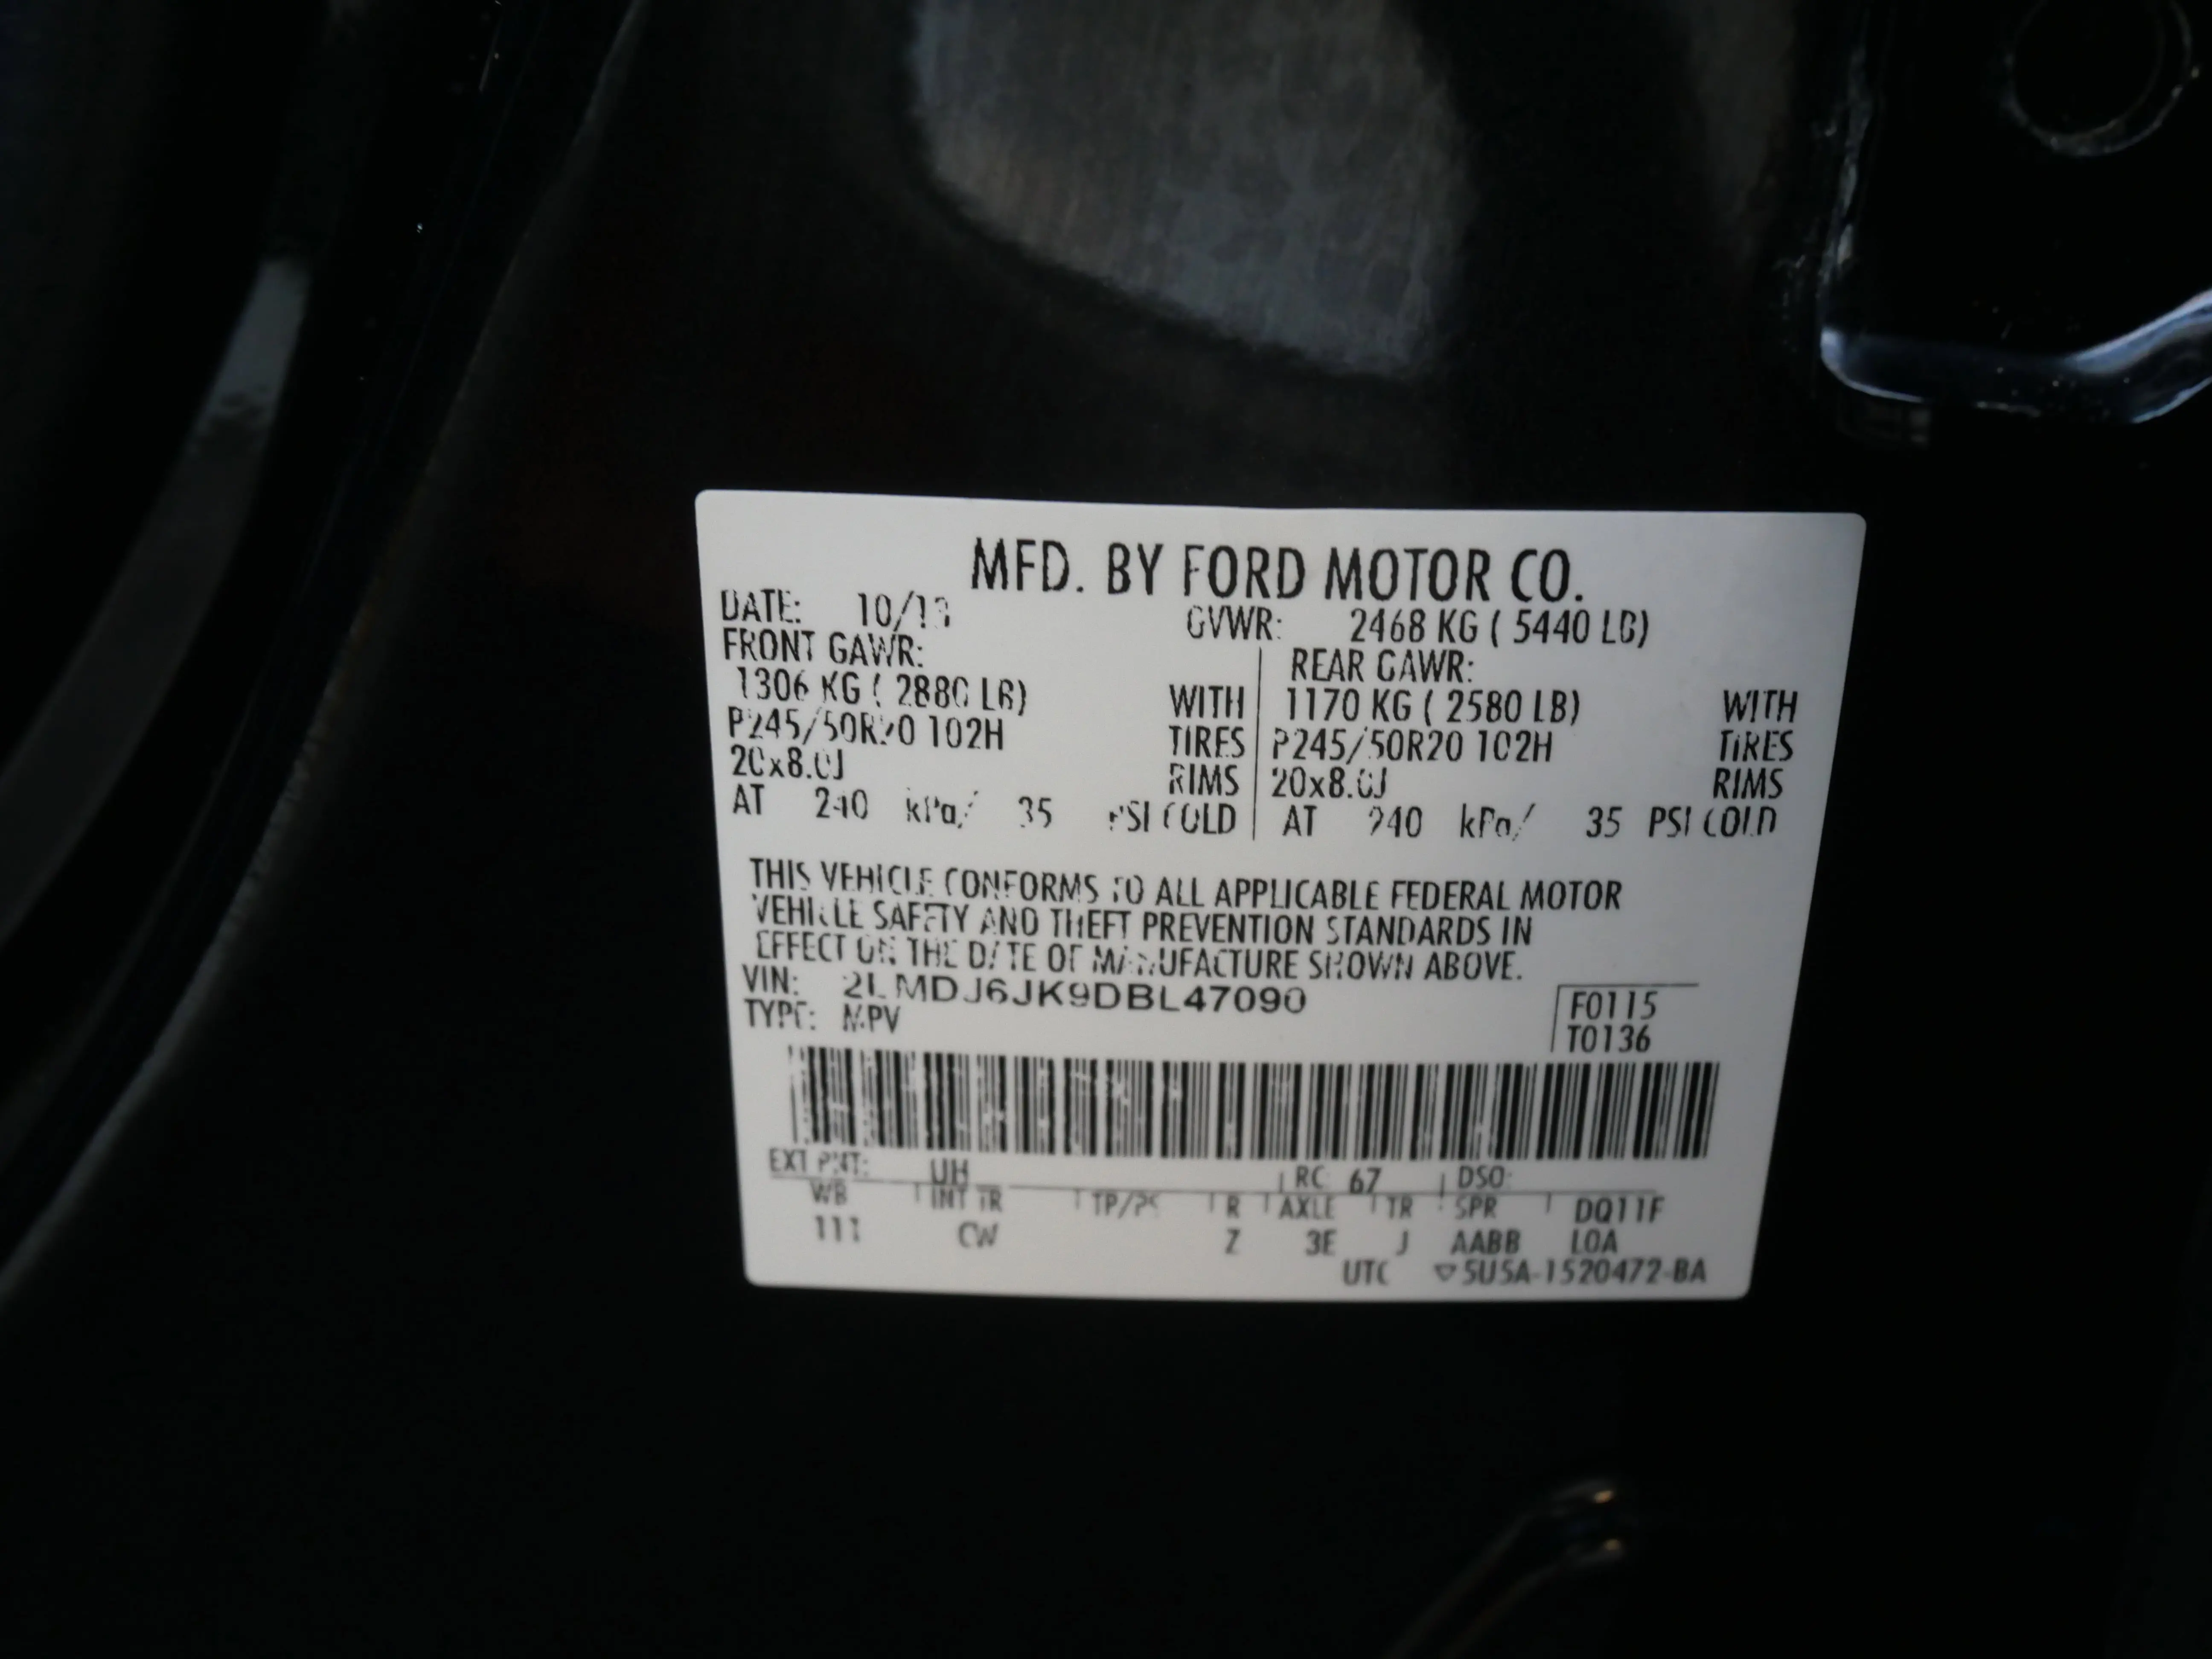 MFD. BY FORD MOTOR CO.
DATE: 10/13 GVWR: 2468 KG ( 5440 LB)
FRONT GAWR: REAR GAWR:
1306 KG ( 2880 LB) WITH 1170 KG ( 2580 LB) WITH
P245/50R20 102H TIRES P245/50R20 102H TIRES
20x8.0J RIMS 20x8.0J RIMS
AT 240 kPa/ 35 PSI COLD AT 240 kPa/ 35 PSI COLD
THIS VEHICLE CONFORMS TO ALL APPLICABLE FEDERAL MOTOR
VEHICLE SAFETY AND THEFT PREVENTION STANDARDS IN
EFFECT ON THE DATE OF MANUFACTURE SHOWN ABOVE.
VIN: 2LMDJ6JK9DBL47090
TYPE: MPV
F0115
T0136
EXT PNT: UH RC 67 DSO:
WB INT TR TP/PS R AXLE TR SPR DQ11F
111 CW Z 3E J AABB LOA
UTC ▽5U5A-1520472-BA